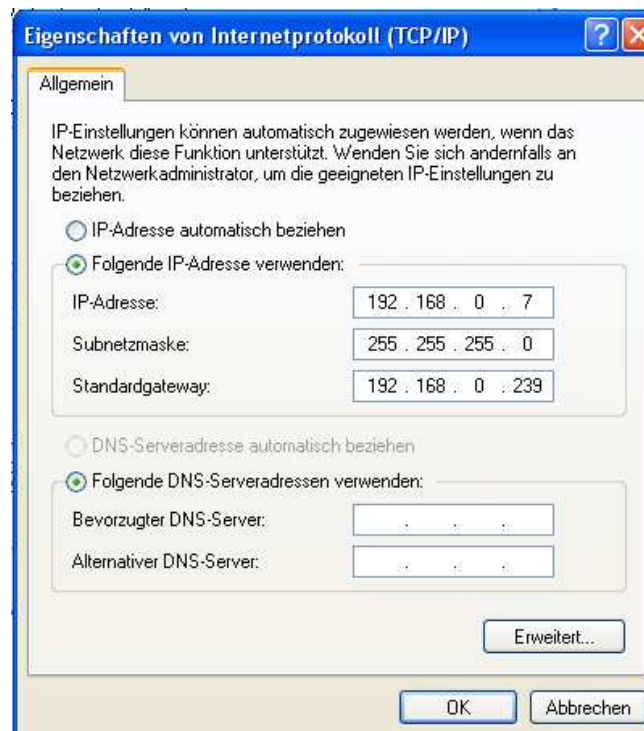 Eigenschaften von Internetprotokoll (TCP/IP)
Allgemein
IP-Einstellungen können automatisch zugewiesen werden, wenn das
Netzwerk diese Funktion unterstützt. Wenden Sie sich andernfalls an
den Netzwerkadministrator, um die geeigneten IP-Einstellungen zu
beziehen.
IP-Adresse automatisch beziehen
Folgende IP-Adresse verwenden:
IP-Adresse: 192 . 168 . 0 . 7
Subnetzmaske: 255 . 255 . 255 . 0
Standardgateway: 192 . 168 . 0 . 239
DNS-Serveradresse automatisch beziehen
Folgende DNS-Serveradressen verwenden:
Bevorzugter DNS-Server: . . .
Alternativer DNS-Server: . . .
Erweitert...
OK Abbrechen